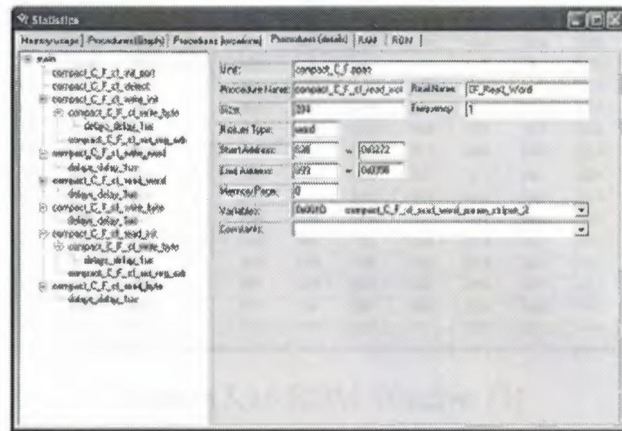 Statistics
Memory usage Procedures (Graph) Procedures (locations) Procedures (details) RAM ROM
main
compact_C_F_cf_init_port
compact_C_F_cf_detect
compact_C_F_cf_write_init
compact_C_F_cf_write_byte
delays_delay_1us
compact_C_F_cf_set_reg_adr
compact_C_F_cf_write_word
delays_delay_1us
compact_C_F_cf_read_word
delays_delay_1us
compact_C_F_cf_write_byte
delays_delay_1us
compact_C_F_cf_read_init
compact_C_F_cf_write_byte
delays_delay_1us
compact_C_F_cf_set_reg_adr
compact_C_F_cf_read_byte
delays_delay_1us
Unit:
Procedure Name: compact_C_F_cf_read_wor Real Name: CF_Read_Word
Size: Frequency: 1
Return Type: word
Start Address: ~ 0x0272
End Address: ~
Memory Page: 0
Variables:
Constants: